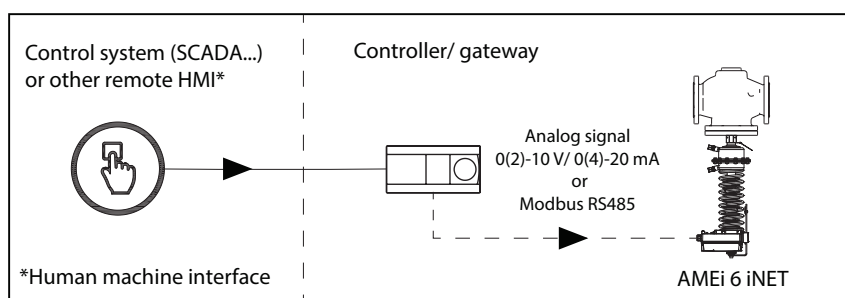 Control system (SCADA...)
or other remote HMI*
Controller/ gateway
Analog signal
0(2)-10 V/ 0(4)-20 mA
or
Modbus RS485
*Human machine interface
AMEi 6 iNET